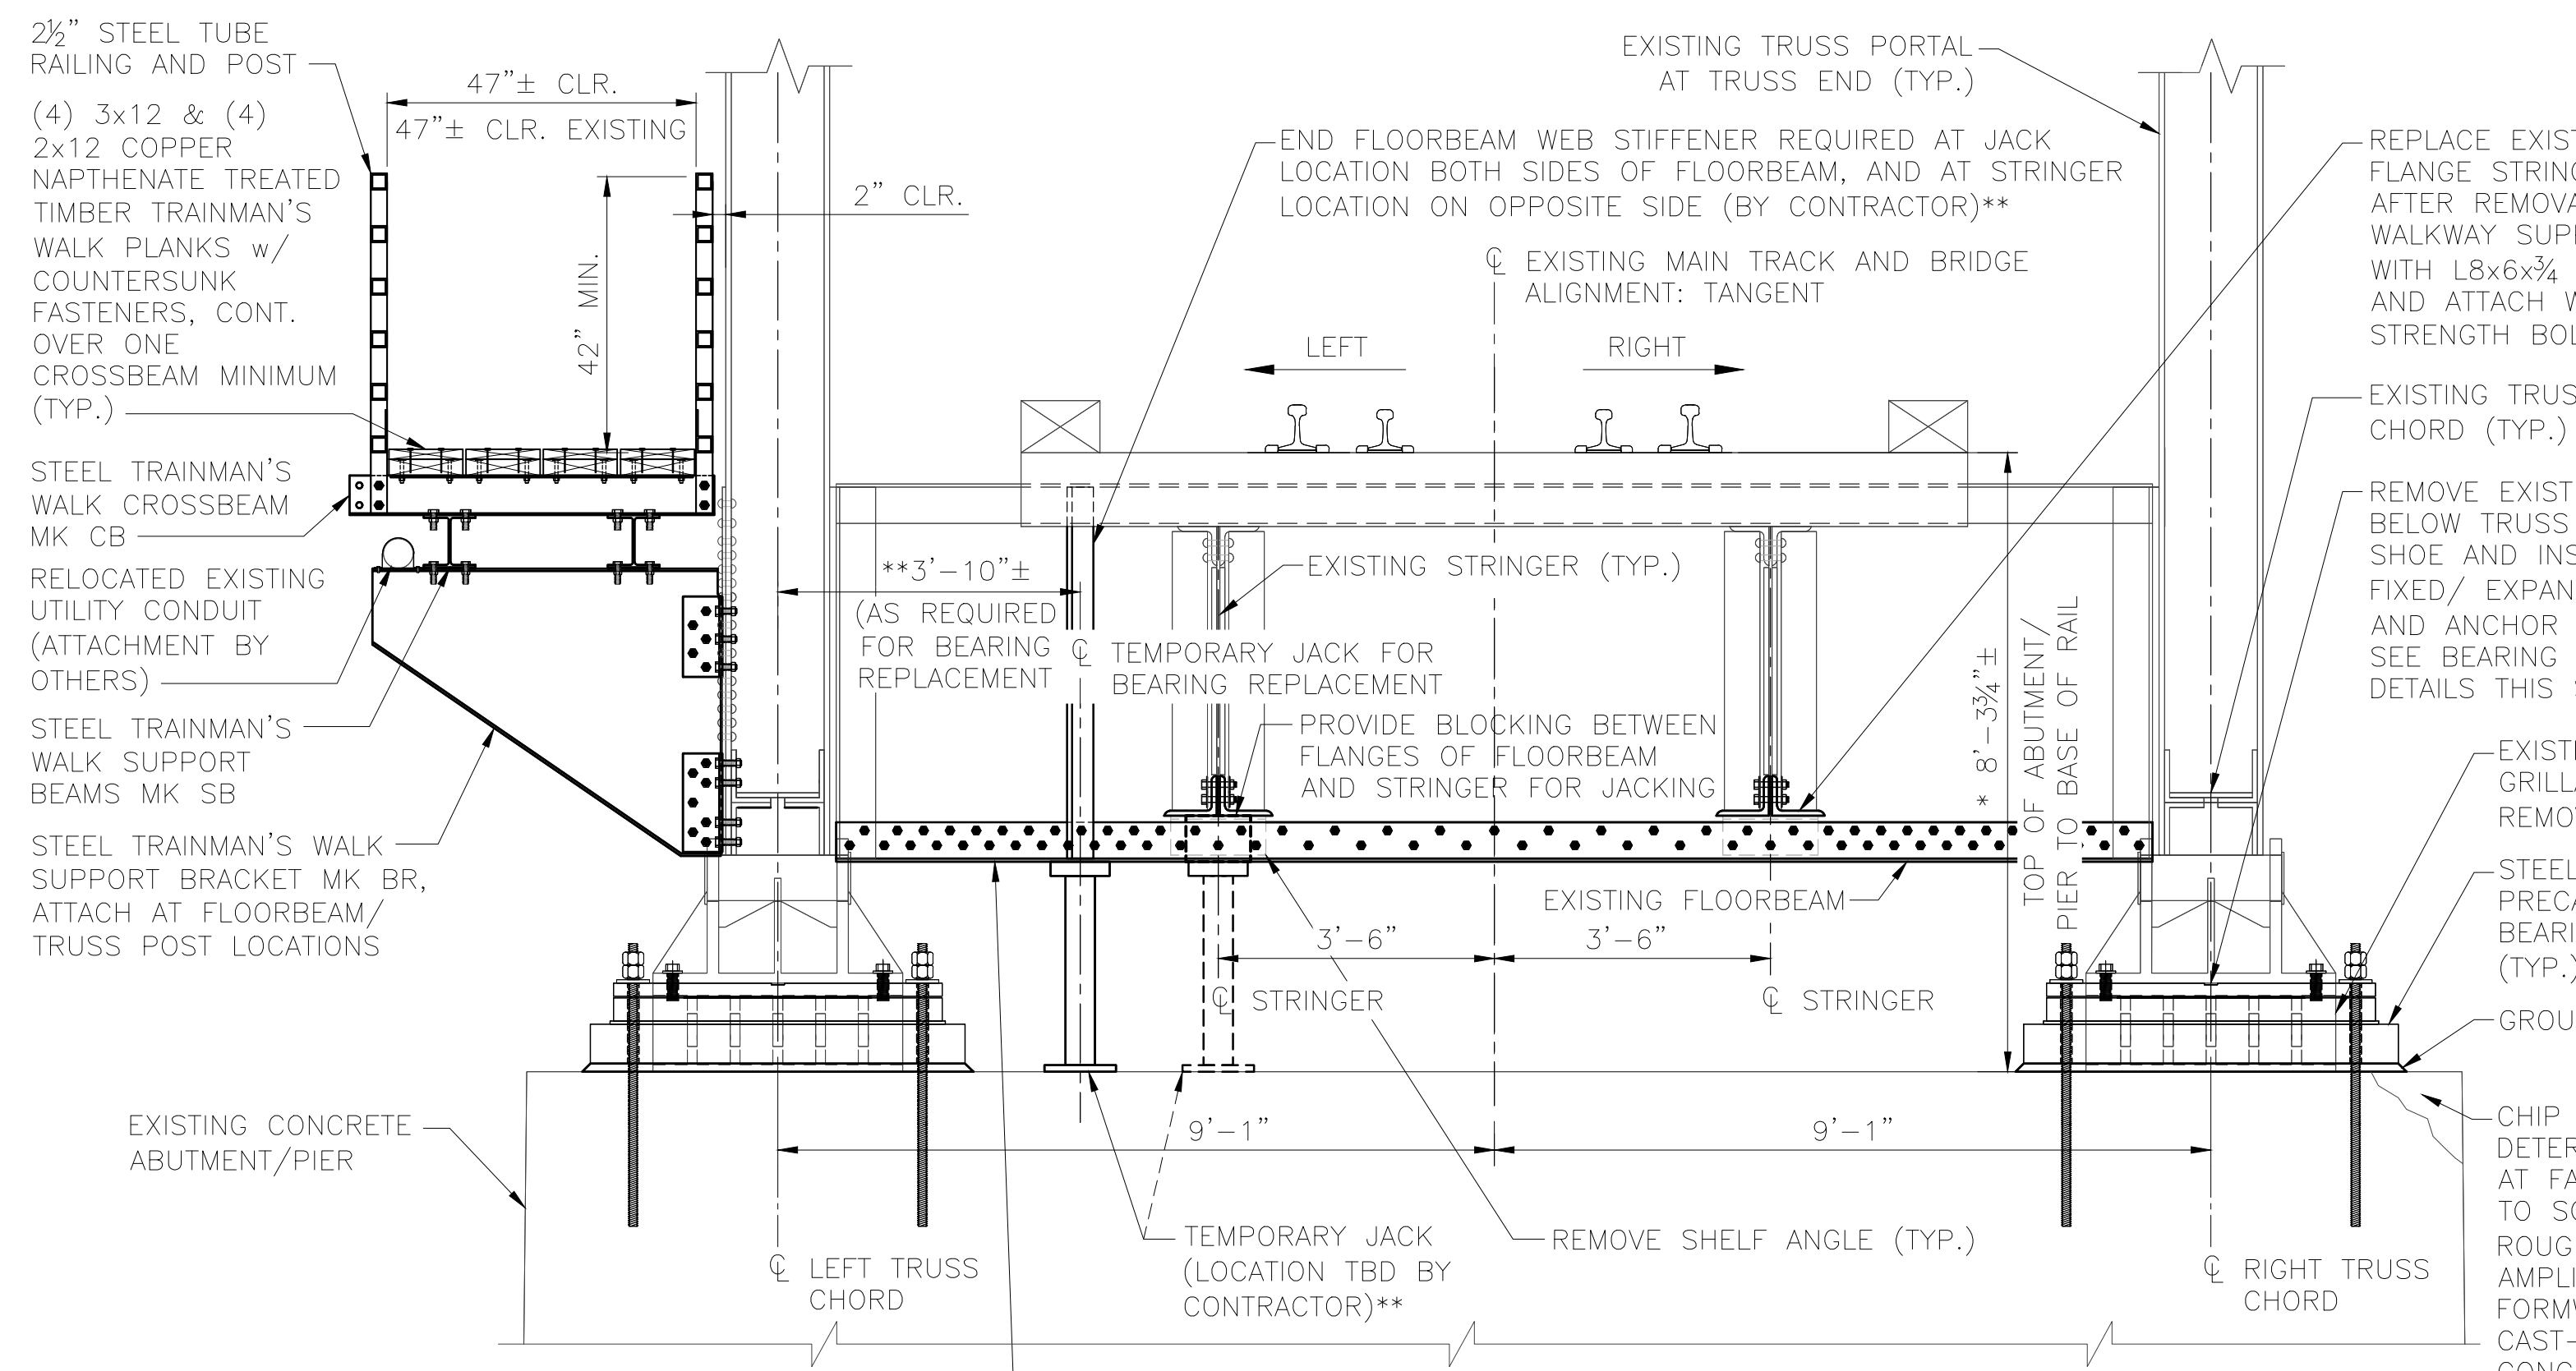 2½" STEEL TUBE
RAILING AND POST
(4) 3x12 & (4)
2x12 COPPER
NAPTHENATE TREATED
TIMBER TRAINMAN'S
WALK PLANKS w/
COUNTERSUNK
FASTENERS, CONT.
OVER ONE
CROSSBEAM MINIMUM
(TYP.)
STEEL TRAINMAN'S
WALK CROSSBEAM
MK CB
RELOCATED EXISTING
UTILITY CONDUIT
(ATTACHMENT BY
OTHERS)
STEEL TRAINMAN'S
WALK SUPPORT
BEAMS MK SB
STEEL TRAINMAN'S WALK
SUPPORT BRACKET MK BR,
ATTACH AT FLOORBEAM/
TRUSS POST LOCATIONS
EXISTING CONCRETE
ABUTMENT/PIER
47"± CLR.
47"± CLR. EXISTING
42" MIN.
2" CLR.
END FLOORBEAM WEB STIFFENER REQUIRED AT JACK
LOCATION BOTH SIDES OF FLOORBEAM, AND AT STRINGER
LOCATION ON OPPOSITE SIDE (BY CONTRACTOR)**
EXISTING TRUSS PORTAL
AT TRUSS END (TYP.)
℄ EXISTING MAIN TRACK AND BRIDGE
ALIGNMENT: TANGENT
LEFT
RIGHT
**3'-10"±
(AS REQUIRED
FOR BEARING
REPLACEMENT
EXISTING STRINGER (TYP.)
℄ TEMPORARY JACK FOR
BEARING REPLACEMENT
PROVIDE BLOCKING BETWEEN
FLANGES OF FLOORBEAM
AND STRINGER FOR JACKING
* 8'-3¾"±
TOP OF ABUTMENT/
PIER TO BASE OF RAIL
EXISTING FLOORBEAM
3'-6"
3'-6"
℄ STRINGER
℄ STRINGER
9'-1"
9'-1"
TEMPORARY JACK
(LOCATION TBD BY
CONTRACTOR)**
REMOVE SHELF ANGLE (TYP.)
℄ LEFT TRUSS
CHORD
℄ RIGHT TRUSS
CHORD
REPLACE EXIST
FLANGE STRING
AFTER REMOVA
WALKWAY SUPP
WITH L8x6x¾
AND ATTACH W
STRENGTH BOL
EXISTING TRUS
CHORD (TYP.)
REMOVE EXIST
BELOW TRUSS
SHOE AND INS
FIXED/ EXPAN
AND ANCHOR
SEE BEARING
DETAILS THIS
EXISTI
GRILLA
REMO
STEEL
PRECA
BEARI
(TYP.)
GROU
CHIP
DETER
AT FA
TO SO
ROUG
AMPLI
FORM
CAST-